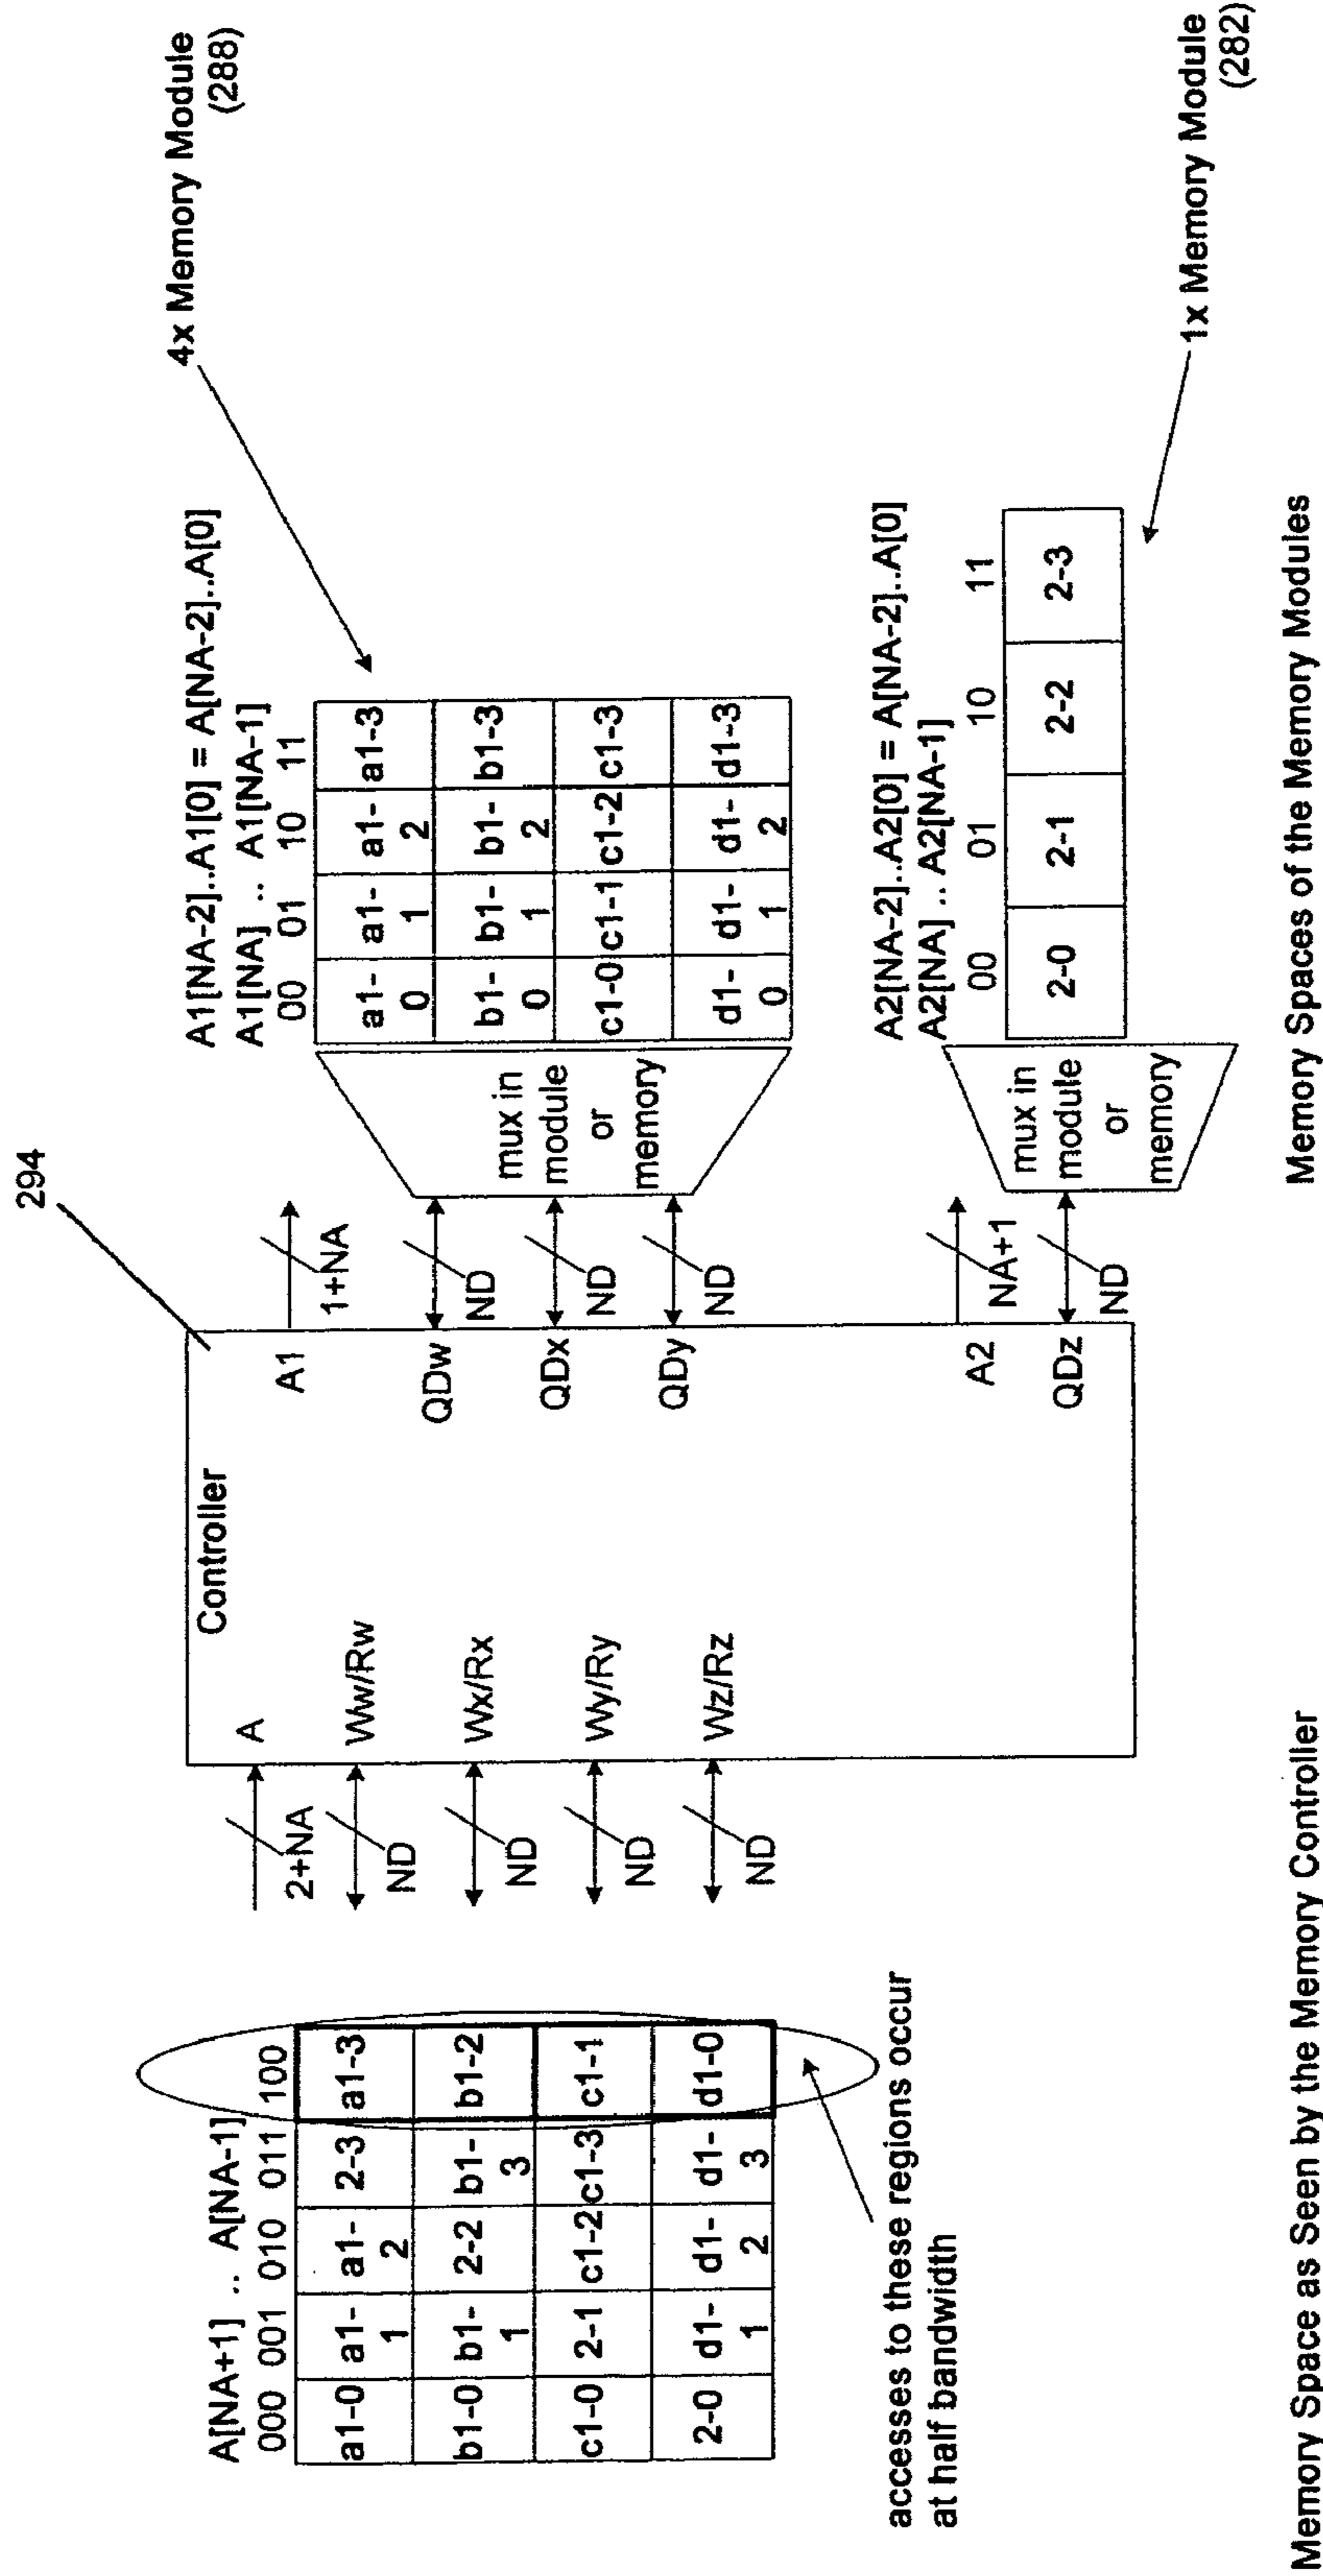 294
4x Memory Module
(288)
A[NA+1] .. A[NA-1]
000 001 010 011 100
a1-0 a1-1 a1-2 2-3 a1-3
b1-0 b1-1 2-2 b1-3 b1-2
c1-0 2-1 c1-2 c1-3 c1-1
2-0 d1-1 d1-2 d1-3 d1-0
accesses to these regions occur
at half bandwidth
Controller
A
2+NA
Ww/Rw
ND
Wx/Rx
ND
Wy/Ry
ND
Wz/Rz
ND
A1
1+NA
QDw
ND
QDx
ND
QDy
ND
A2
NA+1
QDz
ND
A1[NA-2]..A1[0] = A[NA-2]..A[0]
A1[NA] .. A1[NA-1]
00 01 10 11
mux in
module
or
memory
a1-0 a1-1 a1-2 a1-3
b1-0 b1-1 b1-2 b1-3
c1-0 c1-1 c1-2 c1-3
d1-0 d1-1 d1-2 d1-3
A2[NA-2]..A2[0] = A[NA-2]..A[0]
A2[NA] .. A2[NA-1]
00 01 10 11
mux in
module
or
memory
2-0 2-1 2-2 2-3
1x Memory Module
(282)
Memory Space as Seen by the Memory Controller
Memory Spaces of the Memory Modules